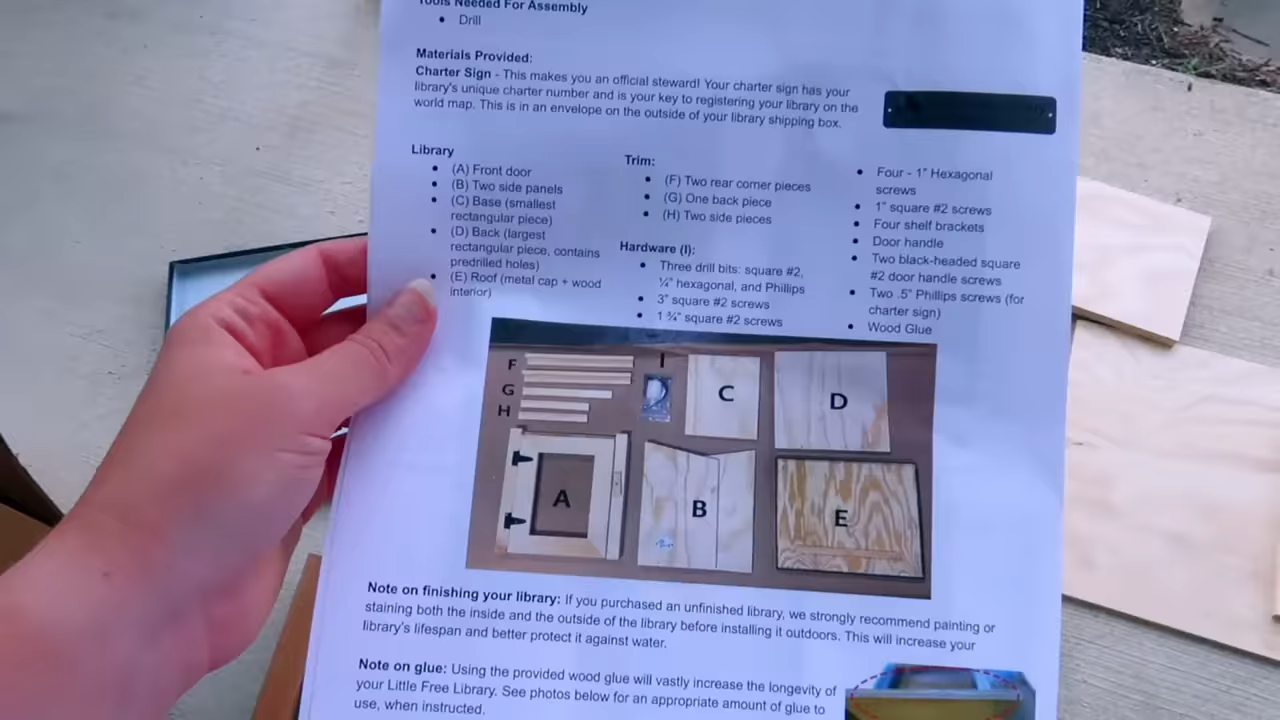 Tools Needed For Assembly
• Drill
Materials Provided:
Charter Sign - This makes you an official steward! Your charter sign has your
library's unique charter number and is your key to registering your library on the
world map. This is in an envelope on the outside of your library shipping box.
Library
• (A) Front door
• (B) Two side panels
• (C) Base (smallest
rectangular piece)
• (D) Back (largest
rectangular piece, contains
predrilled holes)
• (E) Roof (metal cap + wood
interior)
Trim:
• (F) Two rear corner pieces
• (G) One back piece
• (H) Two side pieces
Hardware (I):
• Three drill bits: square #2,
¼" hexagonal, and Phillips
• 3" square #2 screws
• 1 ¾" square #2 screws
• Four - 1" Hexagonal
screws
• 1" square #2 screws
• Four shelf brackets
• Door handle
• Two black-headed square
#2 door handle screws
• Two .5" Phillips screws (for
charter sign)
• Wood Glue
F
G
H
I
C
D
A
B
E
Note on finishing your library: If you purchased an unfinished library, we strongly recommend painting or
staining both the inside and the outside of the library before installing it outdoors. This will increase your
library's lifespan and better protect it against water.
Note on glue: Using the provided wood glue will vastly increase the longevity of
your Little Free Library. See photos below for an appropriate amount of glue to
use, when instructed.